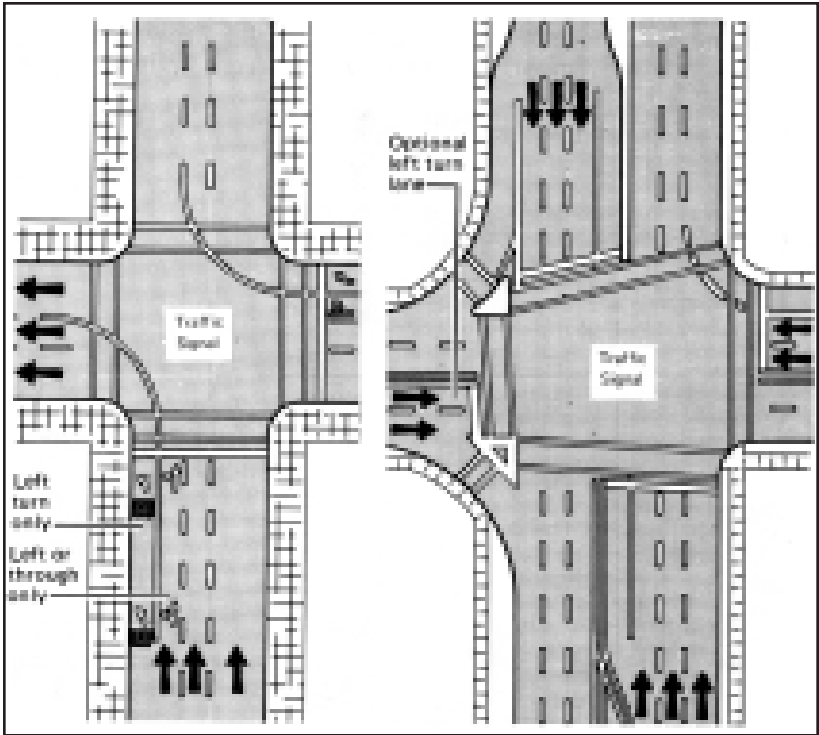 Optional
left turn
lane
Traffic
Signal
Traffic
Signal
Left
turn
only
Left or
through
only